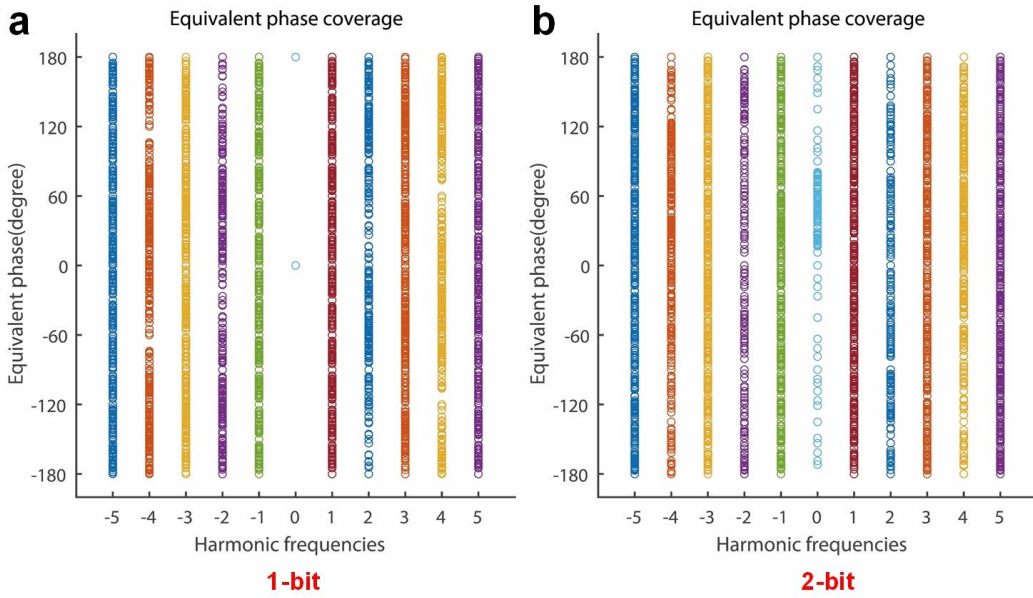 a
Equivalent phase coverage
Equivalent phase(degree)
180
120
60
0
-60
-120
-180
-5 -4 -3 -2 -1 0 1 2 3 4 5
Harmonic frequencies
1-bit
b
Equivalent phase coverage
Equivalent phase(degree)
180
120
60
0
-60
-120
-180
-5 -4 -3 -2 -1 0 1 2 3 4 5
Harmonic frequencies
2-bit